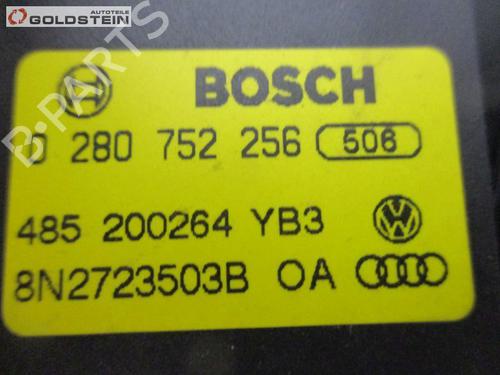 AUTOTEILE
GOLDSTEIN
B-PARTS
BOSCH
0 280 752 256 506
485 200264 YB3
8N2723503B OA